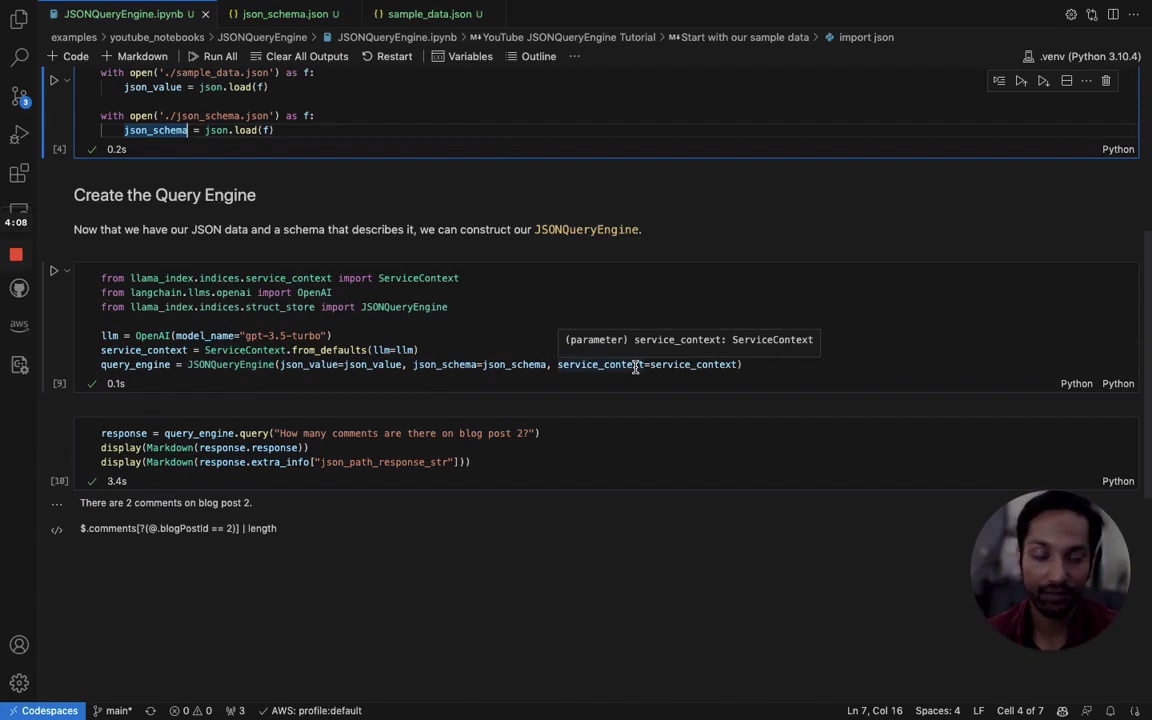 JSONQueryEngine.ipynb
json_schema.json
sample_data.json
examples > youtube_notebooks > JSONQueryEngine > JSONQueryEngine.ipynb > YouTube JSONQueryEngine Tutorial > Start with our sample data > import json
+ Code + Markdown Run All Clear All Outputs Restart Variables Outline ... .venv (Python 3.10.4)
with open('./sample_data.json') as f:
json_value = json.load(f)
with open('./json_schema.json') as f:
json_schema = json.load(f)
[4] 0.2s Python
3
4:08
aws
Create the Query Engine
Now that we have our JSON data and a schema that describes it, we can construct our JSONQueryEngine.
from llama_index.indices.service_context import ServiceContext
from langchain.llms.openai import OpenAI
from llama_index.indices.struct_store import JSONQueryEngine
llm = OpenAI(model_name="gpt-3.5-turbo")
(parameter) service_context: ServiceContext
service_context = ServiceContext.from_defaults(llm=llm)
query_engine = JSONQueryEngine(json_value=json_value, json_schema=json_schema, service_context=service_context)
[9] 0.1s Python Python
response = query_engine.query("How many comments are there on blog post 2?")
display(Markdown(response.response))
display(Markdown(response.extra_info["json_path_response_str"]))
[10] 3.4s Python
... There are 2 comments on blog post 2.
</> $.comments[?(@.blogPostId == 2)] | length
Codespaces main* 0 0 3 AWS: profile:default Ln 7, Col 16 Spaces: 4 LF Cell 4 of 7